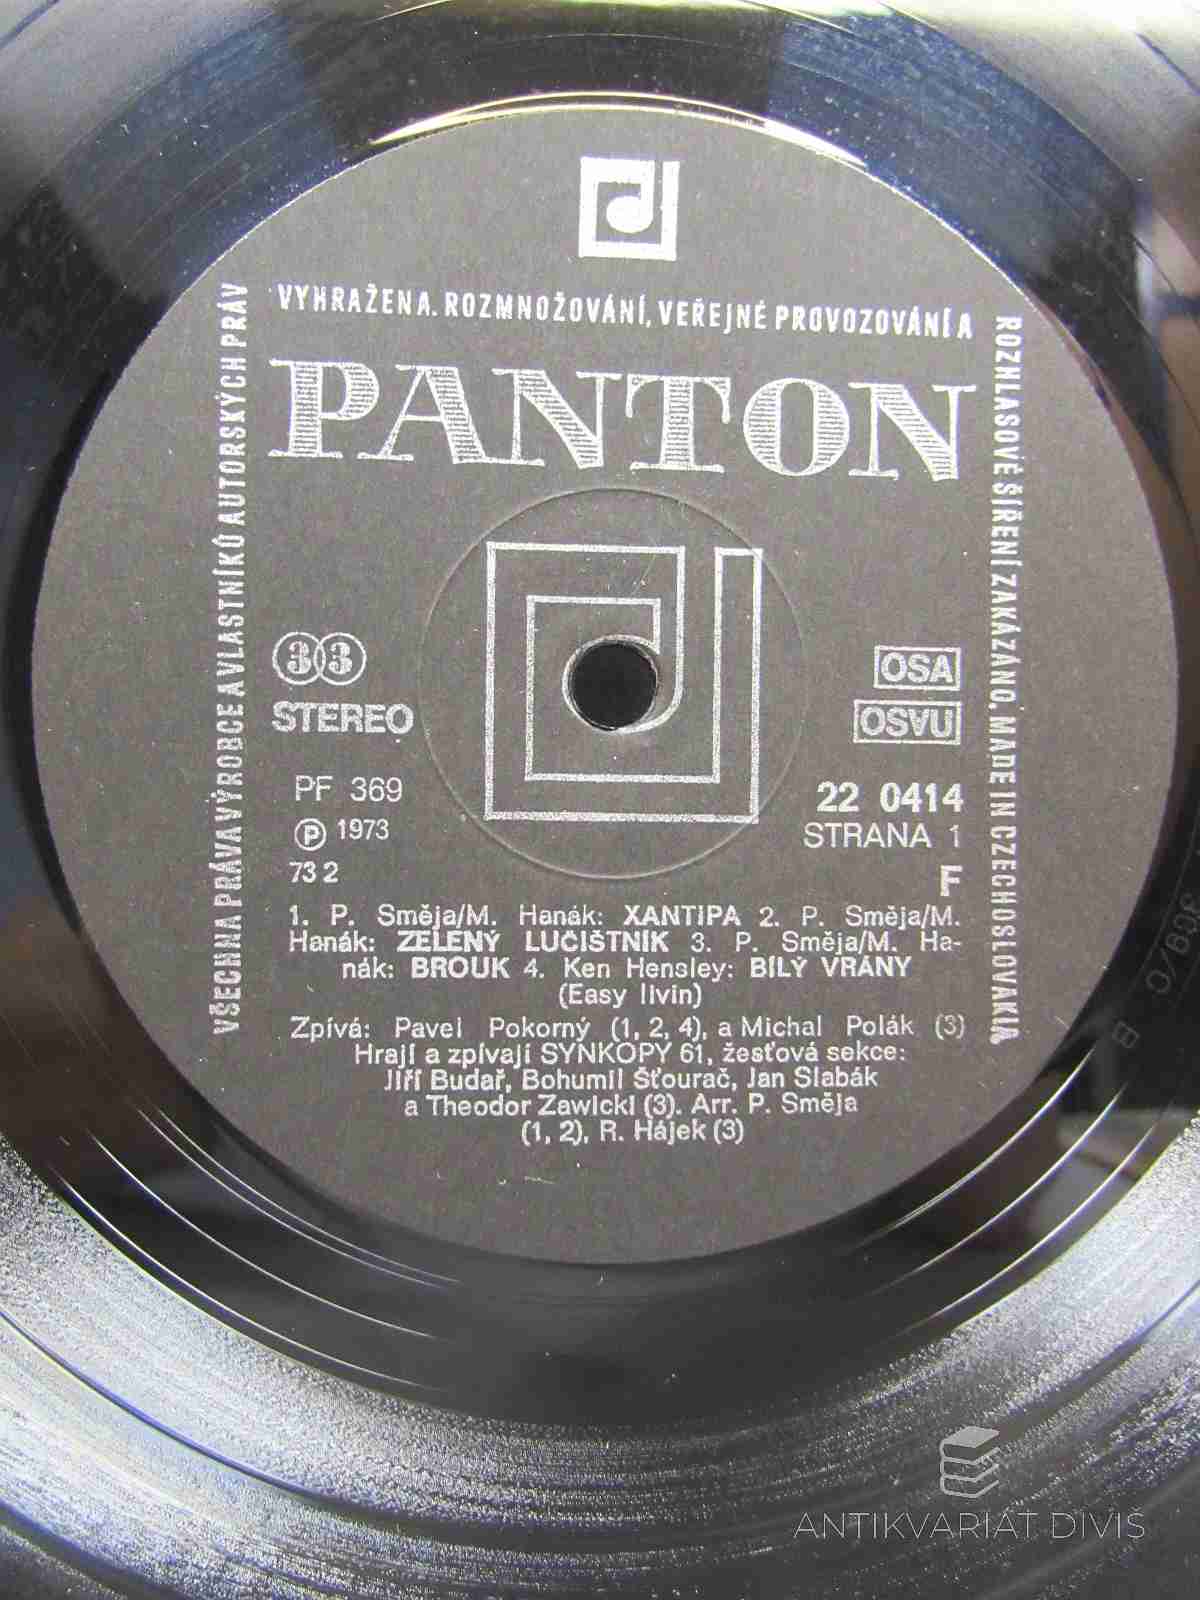 VŠECHNA PRÁVA VÝROBCE A VLASTNÍKŮ AUTORSKÝCH PRÁV
VYHRAŽENA. ROZMNOŽOVÁNÍ, VEŘEJNÉ PROVOZOVÁNÍ A
ROZHLASOVÉ ŠÍŘENÍ ZAKÁZÁNO. MADE IN CZECHOSLOVAKIA
PANTON
33
STEREO
OSA
OSVU
PF 369
℗ 1973
73 2
22 0414
STRANA 1
F
1. P. Směja/M. Hanák: XANTIPA 2. P. Směja/M.
Hanák: ZELENÝ LUČIŠTNÍK 3. P. Směja/M. Ha-
nák: BROUK 4. Ken Hensley: BÍLÝ VRÁNY
(Easy livin)
Zpívá: Pavel Pokorný (1, 2, 4), a Michal Polák (3)
Hrají a zpívají SYNKOPY 61, žesťová sekce:
Jiří Budař, Bohumil Šťourač, Jan Slabák
a Theodor Zawicki (3). Arr. P. Směja
(1, 2), R. Hájek (3)
ANTIKVARIÁT DIVIŠ